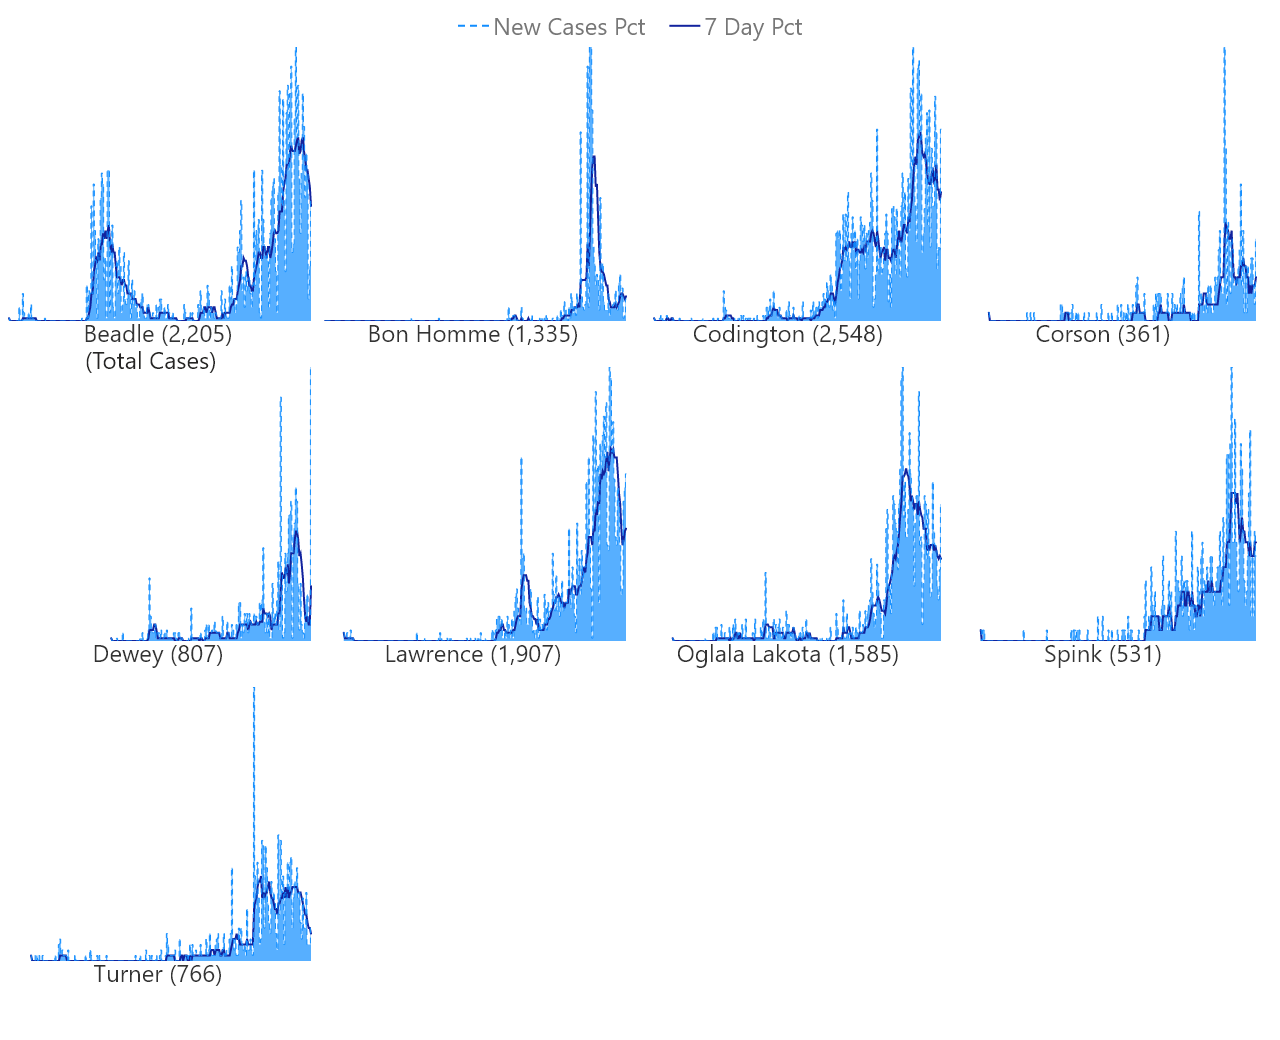 New Cases Pct 7 Day Pct
Beadle (2,205) Bon Homme (1,335) Codington (2,548) Corson (361)
(Total Cases)
Dewey (807) Lawrence (1,907) Oglala Lakota (1,585) Spink (531)
Turner (766)